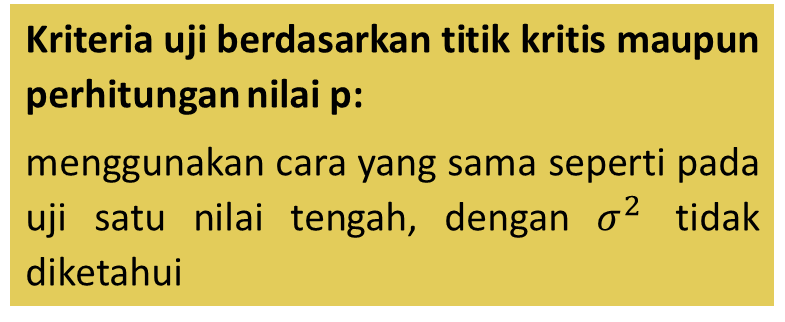 Kriteria uji berdasarkan titik kritis maupun
perhitungan nilai p:
menggunakan cara yang sama seperti pada
uji satu nilai tengah, dengan σ² tidak
diketahui